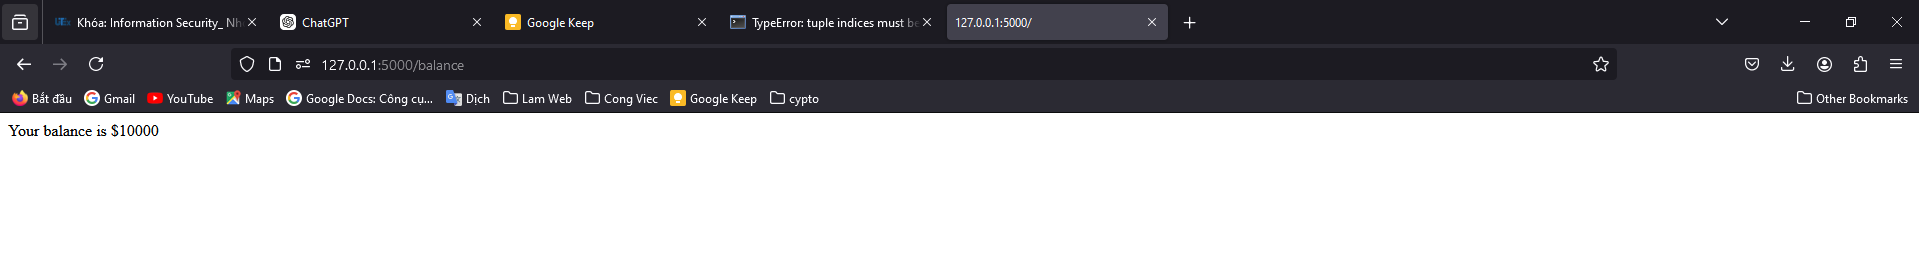 Khóa: Information Security_ Nh
ChatGPT
Google Keep
TypeError: tuple indices must be
127.0.0.1:5000/
127.0.0.1:5000/balance
Bắt đầu
Gmail
YouTube
Maps
Google Docs: Công cụ...
Dịch
Lam Web
Cong Viec
Google Keep
cypto
Other Bookmarks
Your balance is $10000